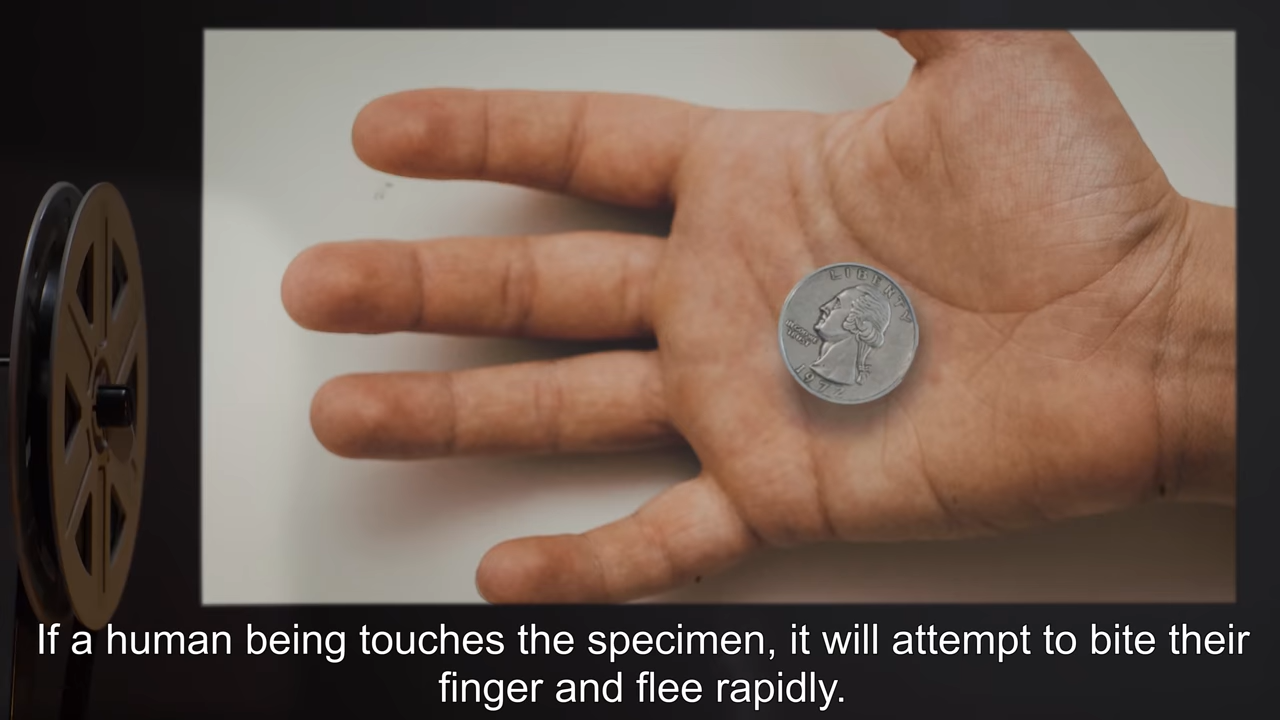 LIBERTY
If a human being touches the specimen, it will attempt to bite their
finger and flee rapidly.